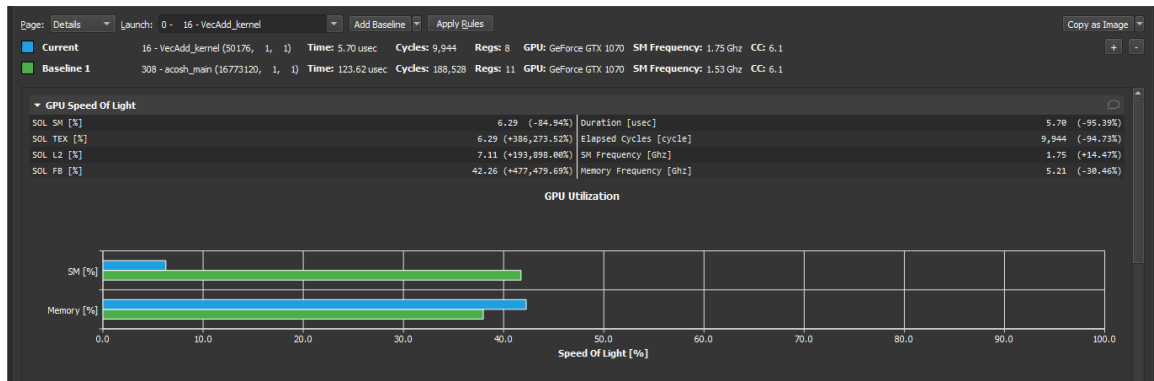 Page: Details Launch: 0 - 16 - VecAdd_kernel Add Baseline Apply Rules Copy as Image
Current 16 - VecAdd_kernel (50176, 1, 1) Time: 5.70 usec Cycles: 9,944 Regs: 8 GPU: GeForce GTX 1070 SM Frequency: 1.75 Ghz CC: 6.1 + -
Baseline 1 308 - acosh_main (16773120, 1, 1) Time: 123.62 usec Cycles: 188,528 Regs: 11 GPU: GeForce GTX 1070 SM Frequency: 1.53 Ghz CC: 6.1
GPU Speed Of Light
SOL SM [%] 6.29 (-84.94%) Duration [usec] 5.70 (-95.39%)
SOL TEX [%] 6.29 (+386,273.52%) Elapsed Cycles [cycle] 9,944 (-94.73%)
SOL L2 [%] 7.11 (+193,898.00%) SM Frequency [Ghz] 1.75 (+14.47%)
SOL FB [%] 42.26 (+477,479.69%) Memory Frequency [Ghz] 5.21 (-30.46%)
GPU Utilization
SM [%]
Memory [%]
0.0 10.0 20.0 30.0 40.0 50.0 60.0 70.0 80.0 90.0 100.0
Speed Of Light [%]